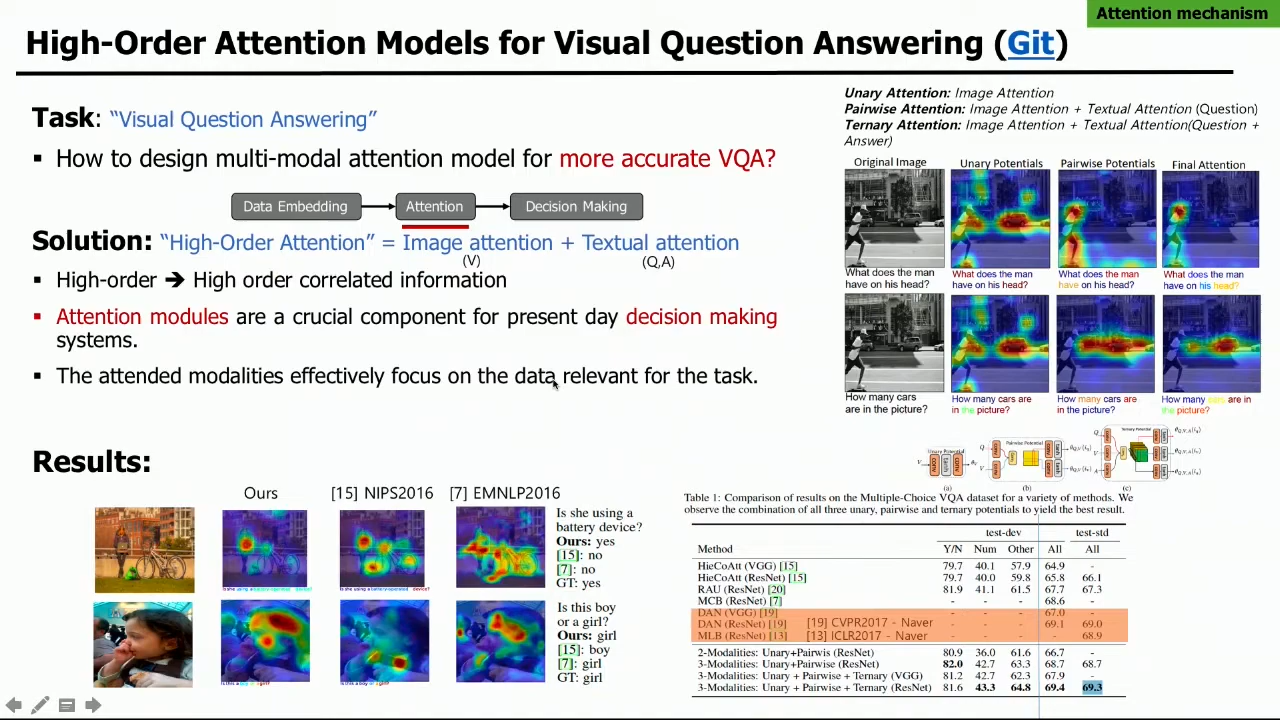 Attention mechanism
High-Order Attention Models for Visual Question Answering (Git)
Task: “Visual Question Answering”
▪ How to design multi-modal attention model for more accurate VQA?
Data Embedding
Attention
Decision Making
Solution: “High-Order Attention” = Image attention + Textual attention
(V)
(Q,A)
▪ High-order ➔ High order correlated information
▪ Attention modules are a crucial component for present day decision making
systems.
▪ The attended modalities effectively focus on the data relevant for the task.
Unary Attention: Image Attention
Pairwise Attention: Image Attention + Textual Attention (Question)
Ternary Attention: Image Attention + Textual Attention(Question +
Answer)
Original Image Unary Potentials Pairwise Potentials Final Attention
What does the man What does the man What does the man What does the man
have on his head? have on his head? have on his head? have on his head?
How many cars How many cars are How many cars are How many cars are in
are in the picture? in the picture? in the picture? the picture?
Unary Potential
Pairwise Potential
Ternary Potential
(a) (b) (c)
Results:
Ours [15] NIPS2016 [7] EMNLP2016
Is she using a
battery device?
Ours: yes
[15]: no
[7]: no
GT: yes
Is this boy
or a girl?
Ours: girl
[15]: boy
[7]: girl
GT: girl
Table 1: Comparison of results on the Multiple-Choice VQA dataset for a variety of methods. We
observe the combination of all three unary, pairwise and ternary potentials to yield the best result.
test-dev test-std
Method Y/N Num Other All All
HieCoAtt (VGG) [15] 79.7 40.1 57.9 64.9 -
HieCoAtt (ResNet) [15] 79.7 40.0 59.8 65.8 66.1
RAU (ResNet) [20] 81.9 41.1 61.5 67.7 67.3
MCB (ResNet) [7] - - - 68.6 -
DAN (VGG) [19] - - - 67.0 -
DAN (ResNet) [19] [19] CVPR2017 - Naver - - - 69.1 69.0
MLB (ResNet) [13] [13] ICLR2017 - Naver - - - - 68.9
2-Modalities: Unary+Pairwis (ResNet) 80.9 36.0 61.6 66.7 -
3-Modalities: Unary+Pairwise (ResNet) 82.0 42.7 63.3 68.7 68.7
3-Modalities: Unary + Pairwise + Ternary (VGG) 81.2 42.7 62.3 67.9 -
3-Modalities: Unary + Pairwise + Ternary (ResNet) 81.6 43.3 64.8 69.4 69.3